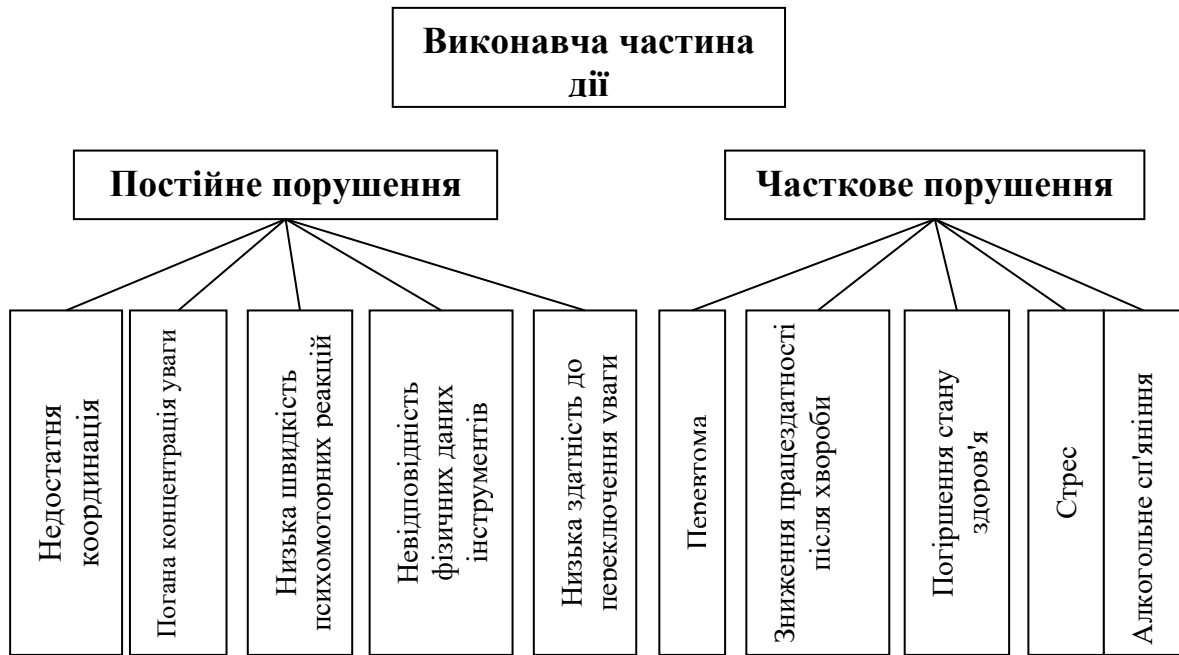 Виконавча частина
дії
Постійне порушення
Часткове порушення
Недостатня
координація
Погана концентрація уваги
Низька швидкість
психомоторних реакцій
Невідповідність
фізичних даних
інструментів
Низька здатність до
переключення уваги
Перевтома
Зниження працездатності
після хвороби
Погіршення стану
здоров'я
Стрес
Алкогольне сп'яніння